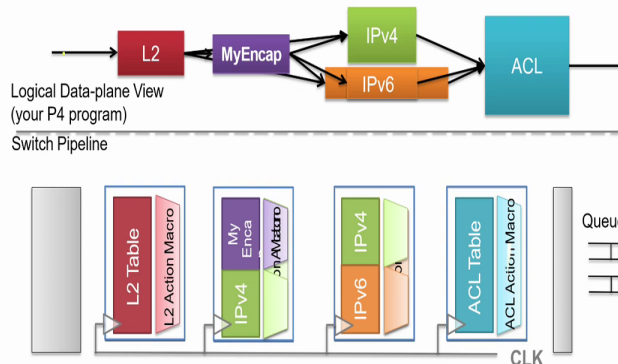 L2
MyEncap
IPv4
IPv6
ACL
Logical Data-plane View
(your P4 program)
Switch Pipeline
L2 Table
L2 Action Macro
My
Enca
IPv4
IPv4
IPv6
ACL Table
ACL Action Macro
Queue
CLK